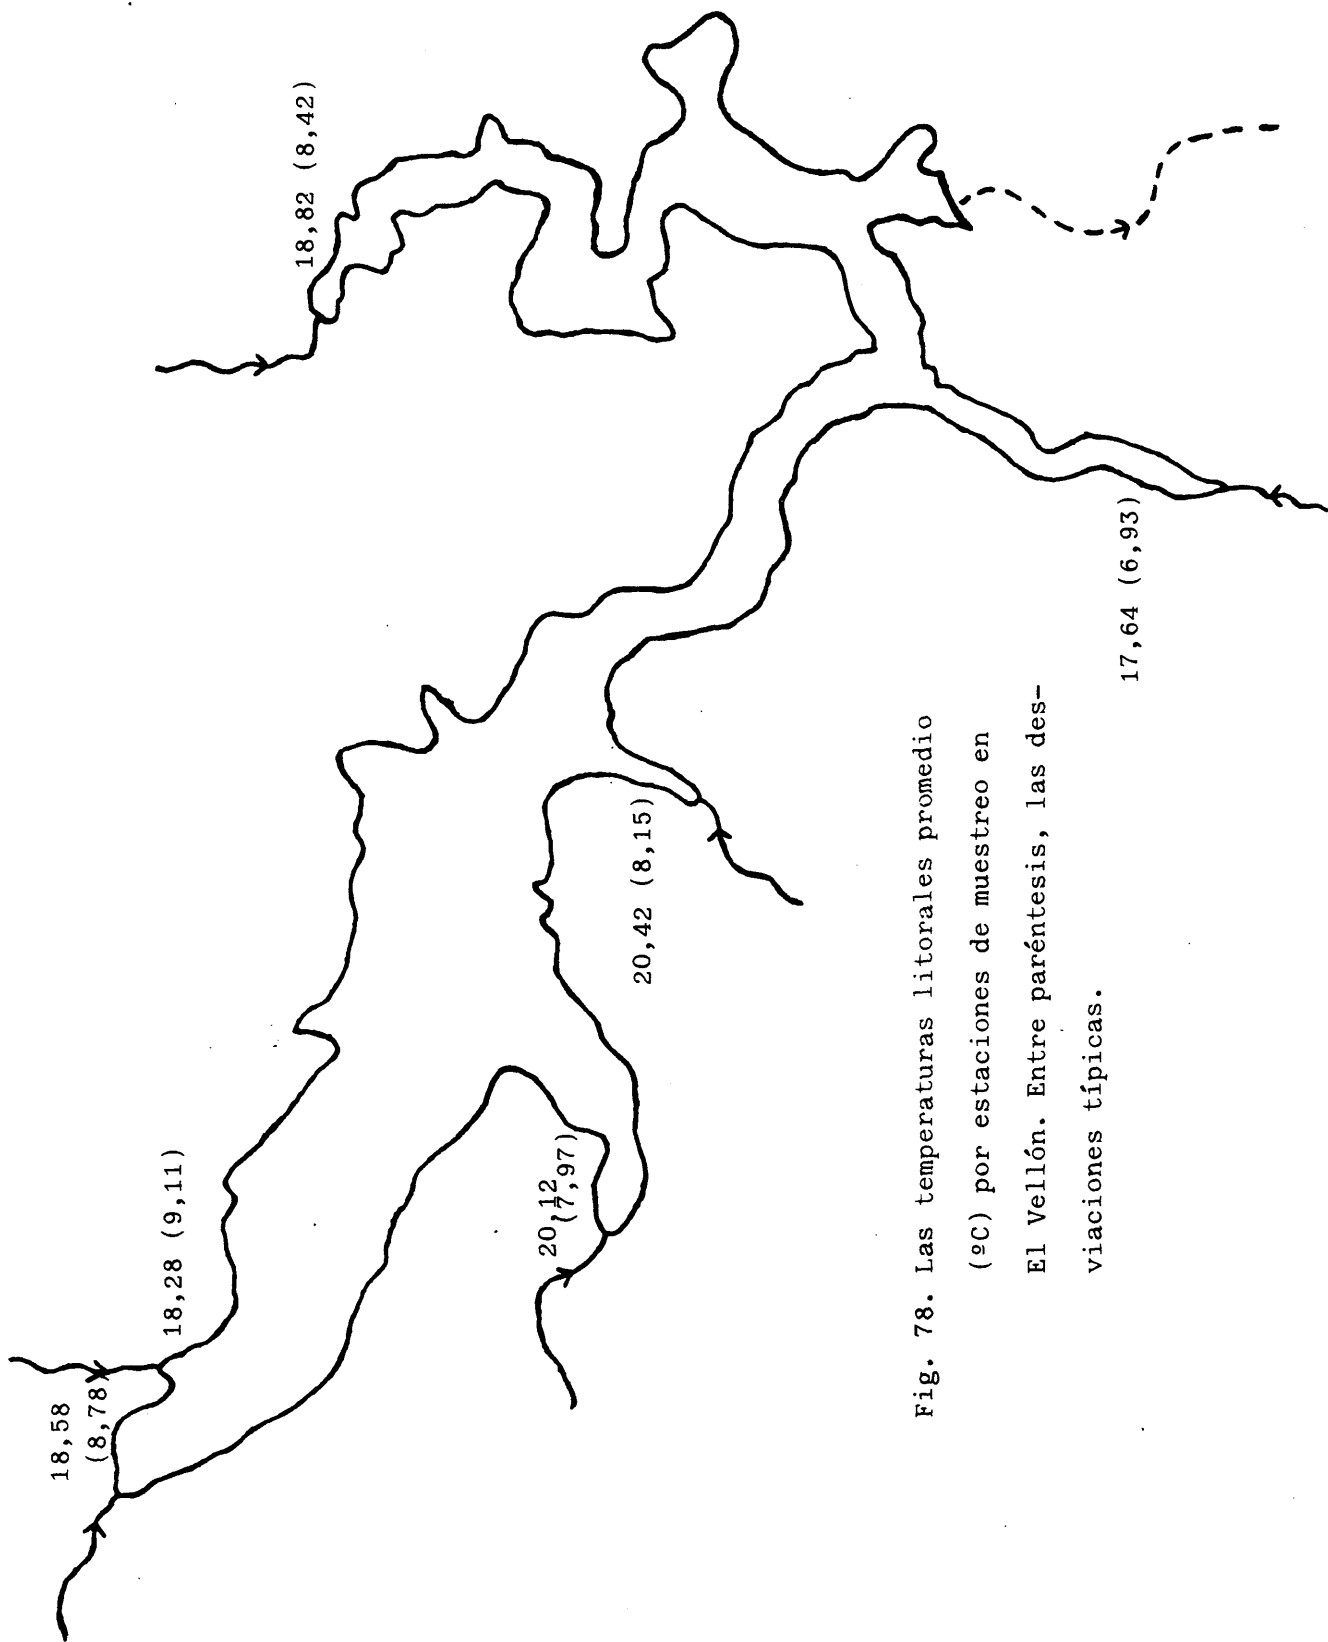 18,58
(8,78)
18,28 (9,11)
18,82 (8,42)
20,12
(7,97)
20,42 (8,15)
17,64 (6,93)
Fig. 78. Las temperaturas litorales promedio
(ºC) por estaciones de muestreo en
El Vellón. Entre paréntesis, las des-
viaciones típicas.